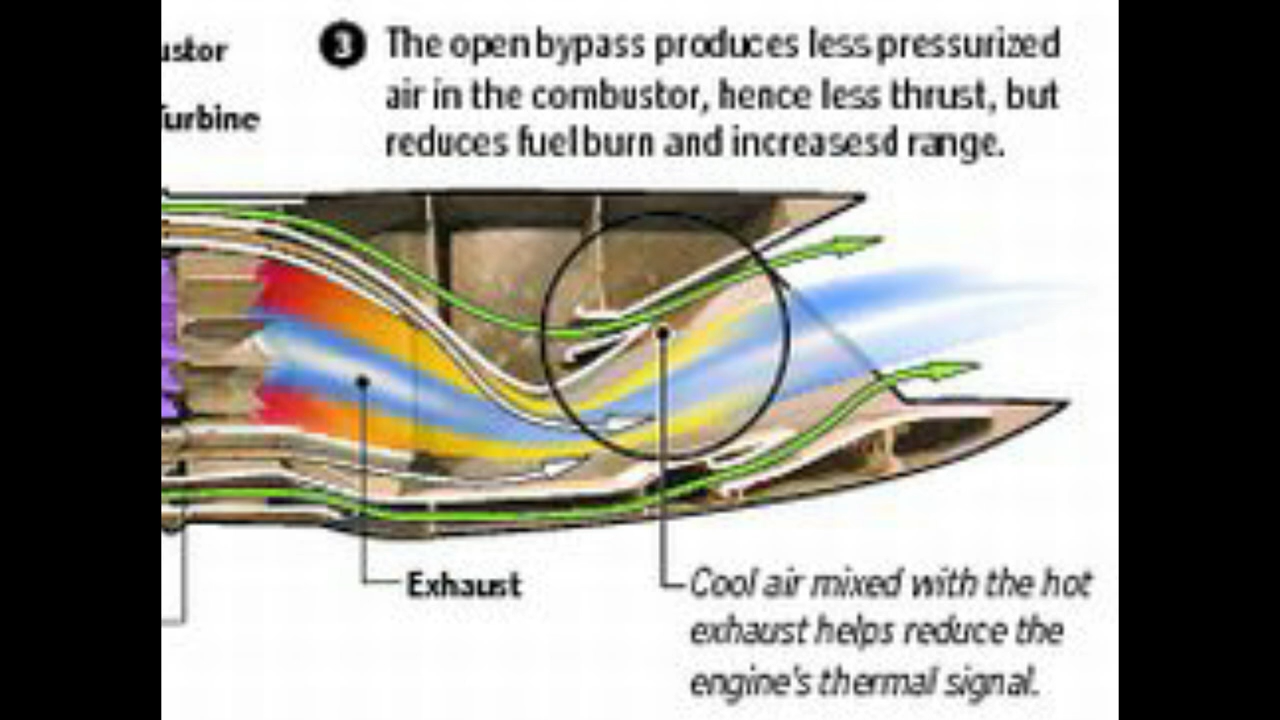 ustor
urbine
3 The open bypass produces less pressurized
air in the combustor, hence less thrust, but
reduces fuel burn and increasesd range.
Exhaust
Cool air mixed with the hot
exhaust helps reduce the
engine's thermal signal.